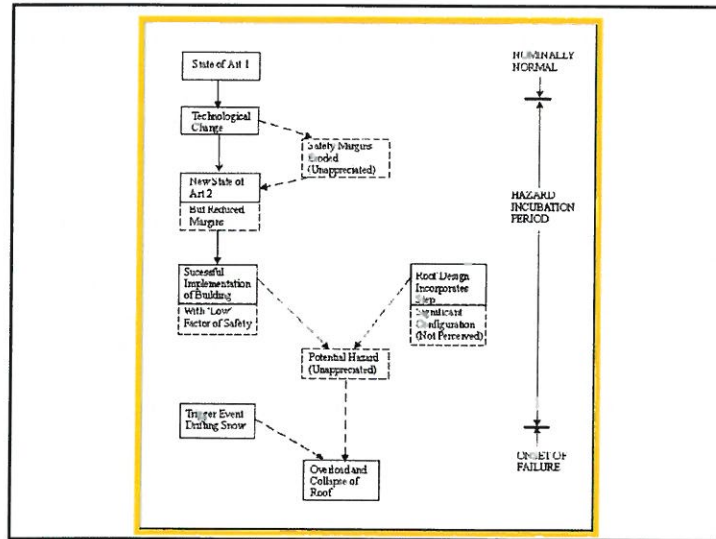 State of Art 1
NOMINALLY
NORMAL
Technological
Change
Safety Margins
Eroded
(Unappreciated)
New State of
Art 2
But Reduced
Margins
HAZARD
INCUBATION
PERIOD
Sucessful
Implementation
of Building
With 'Low'
Factor of Safety
Roof Design
Incorporates
Step
Significant
Configuration
(Not Perceived)
Potential Hazard
(Unappreciated)
Trigger Event
Drifting Snow
ONSET OF
FAILURE
Overload and
Collapse of
Roof